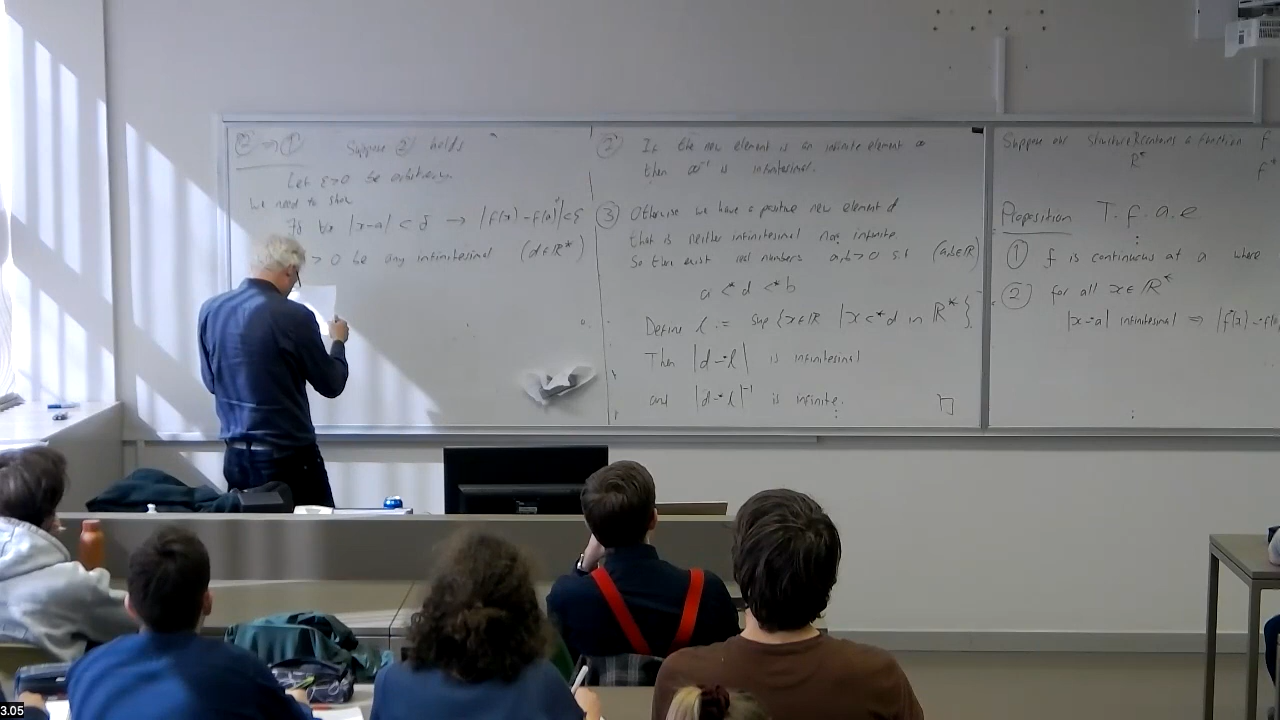 ② ⇒ ① Suppose ② holds
Let ε>0 be arbitrary.
We need to show
|x-a| < δ → |f(x) - f(a)| < ε
> 0 be any infinitesimal (d∈ℝ*)
② If the new element is an infinite element α
then α⁻¹ is infinitesimal.
③ Otherwise we have a positive new element d
that is neither infinitesimal nor infinite
So there exist real numbers a,b>0 s.t (a,b∈ℝ)
a <* d <* b
Define l := sup {x∈ℝ | x <* d in ℝ*}.
Then |d - l| is infinitesimal
and |d - l|⁻¹ is infinite. □
Suppose our structure ℝ contains a function f
ℝ* f*
Proposition T.f.a.e
① f is continuous at a where
② for all x∈ℝ*
|x - a| infinitesimal ⇒ |f(x) - f(a)
3.05